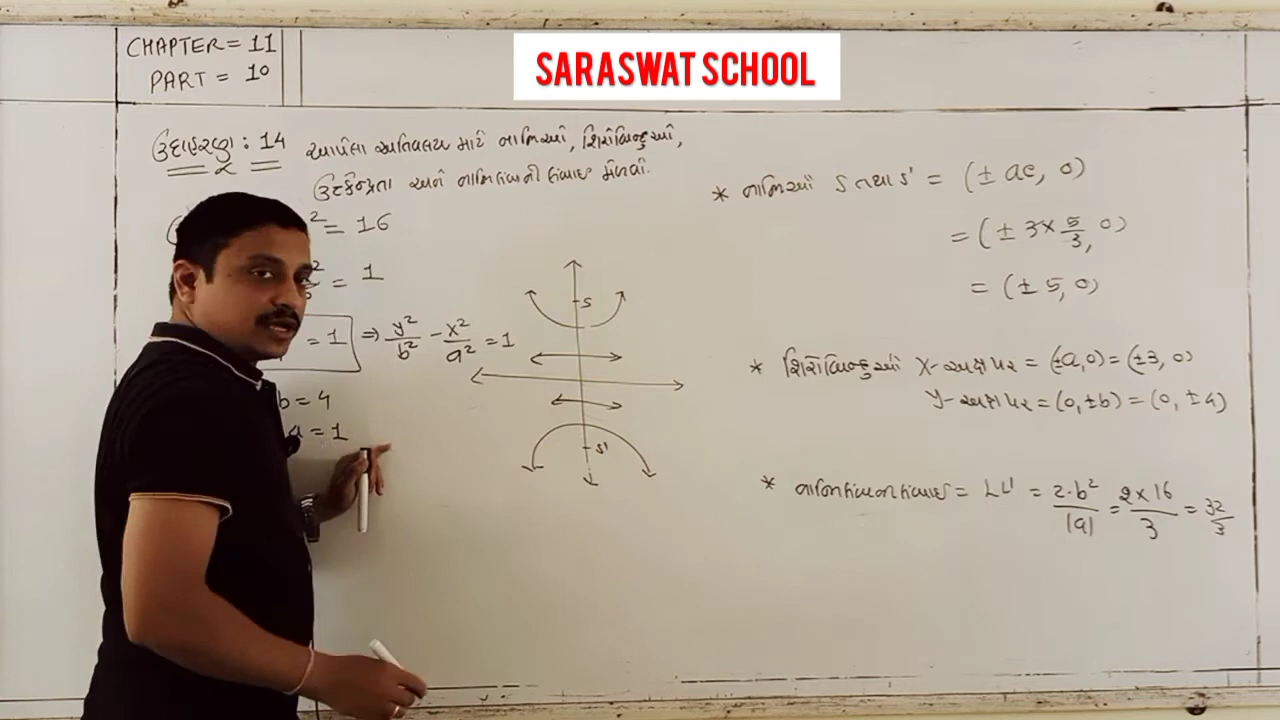 CHAPTER = 11
PART = 10
SARASWAT SCHOOL
ઉદાહરણ : 14 આપેલા અતિવલય માટે નાભિઓ, શિરોબિન્દુઓ,
ઉત્કેન્દ્રતા અને નાભિલંબની લંબાઈ મેળવો.
2 = 16
= 1
= 1 ⇒ y²/b² - x²/a² = 1
b = 4
a = 1
S
S'
* નાભિઓ S તથા S' = (± ae, 0)
= (± 3 × 5/3, 0)
= (± 5, 0)
* શિરોબિન્દુઓ X-અક્ષ પર = (±a, 0) = (±3, 0)
Y-અક્ષ પર = (0, ±b) = (0, ±4)
* નાભિલંબની લંબાઈ = LL' = 2·b²/|a| = 2 × 16/3 = 32/3